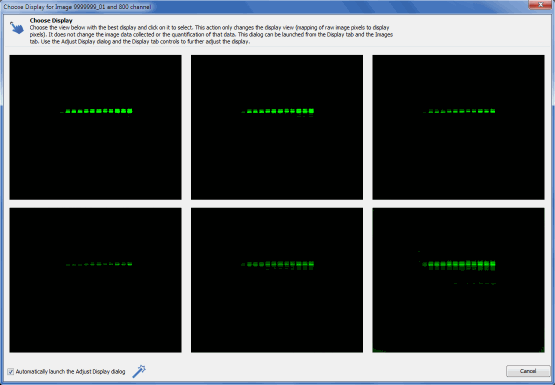 Choose Display for Image 9999999_01 and 800 channel
Choose Display
Choose the view below with the best display and click on it to select. This action only changes the display view (mapping of raw image pixels to display
pixels). It does not change the image data collected or the quantification of that data. This dialog can be launched from the Display tab and the Images
tab. Use the Adjust Display dialog and the Display tab controls to further adjust the display.
Automatically launch the Adjust Display dialog
Cancel